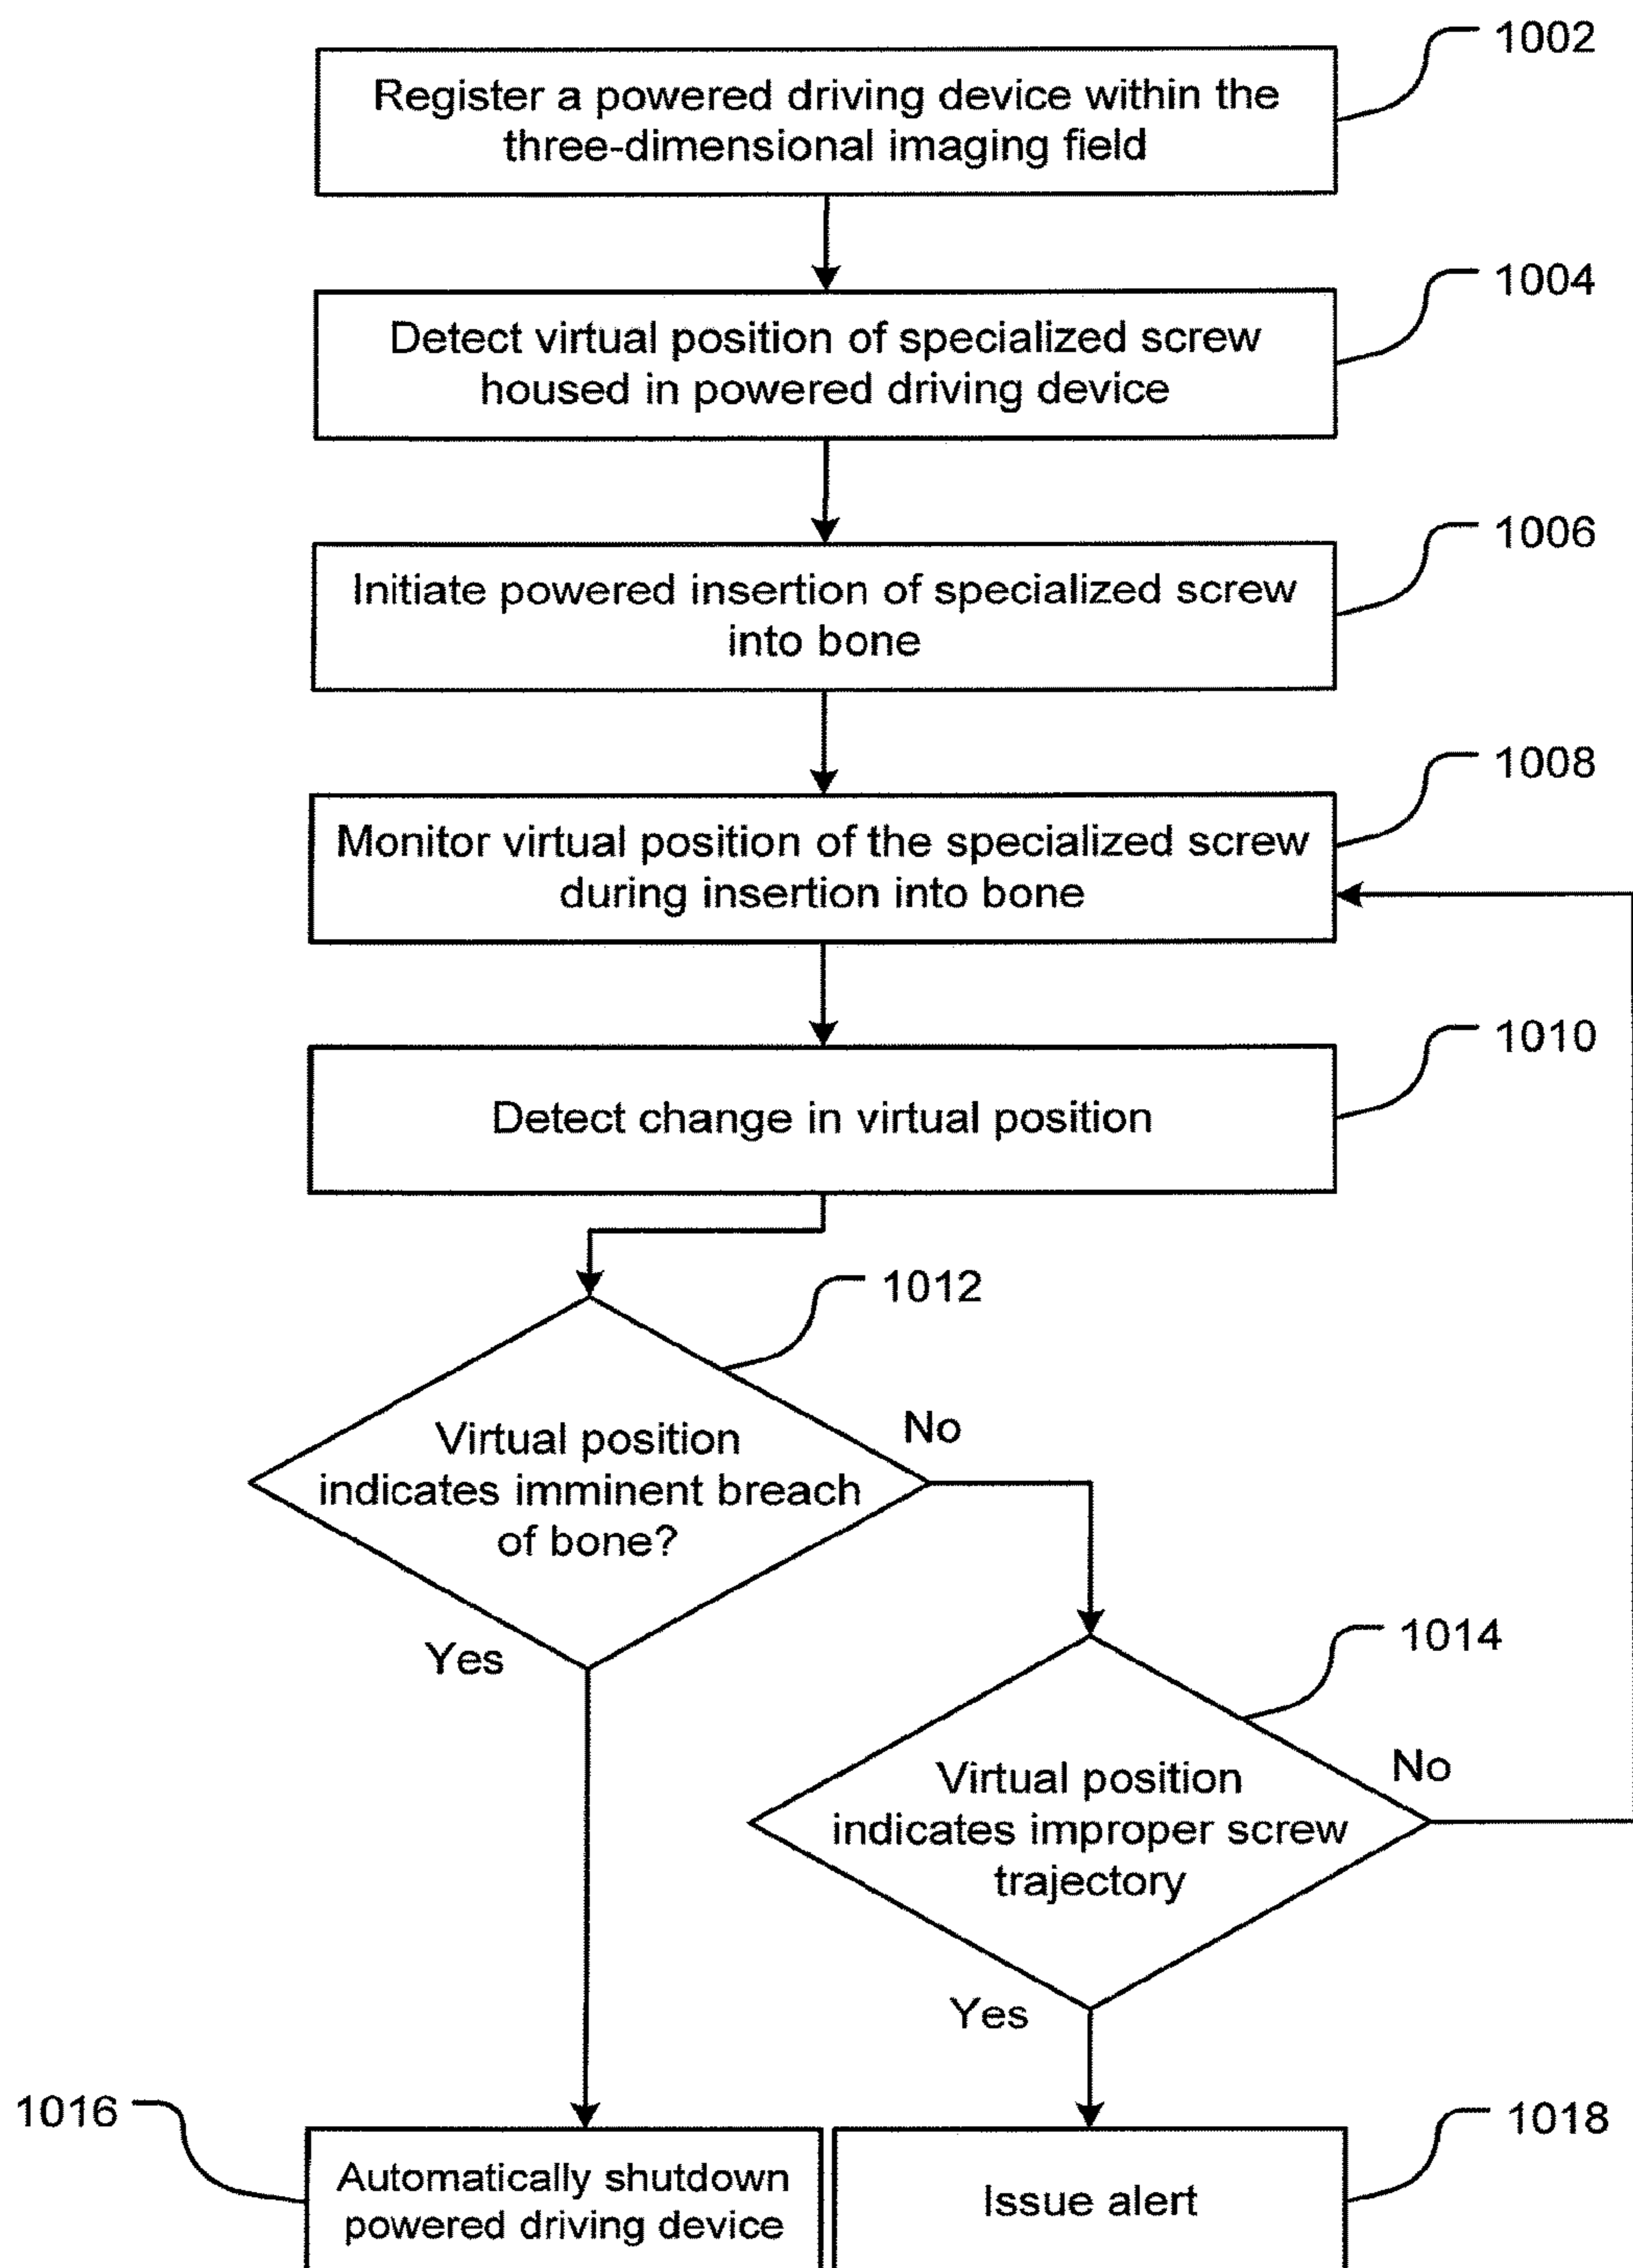 1002
Register a powered driving device within the
three-dimensional imaging field
1004
Detect virtual position of specialized screw
housed in powered driving device
1006
Initiate powered insertion of specialized screw
into bone
1008
Monitor virtual position of the specialized screw
during insertion into bone
1010
Detect change in virtual position
1012
Virtual position
indicates imminent breach
of bone?
No
Yes
1014
Virtual position
indicates improper screw
trajectory
No
Yes
1016
Automatically shutdown
powered driving device
1018
Issue alert